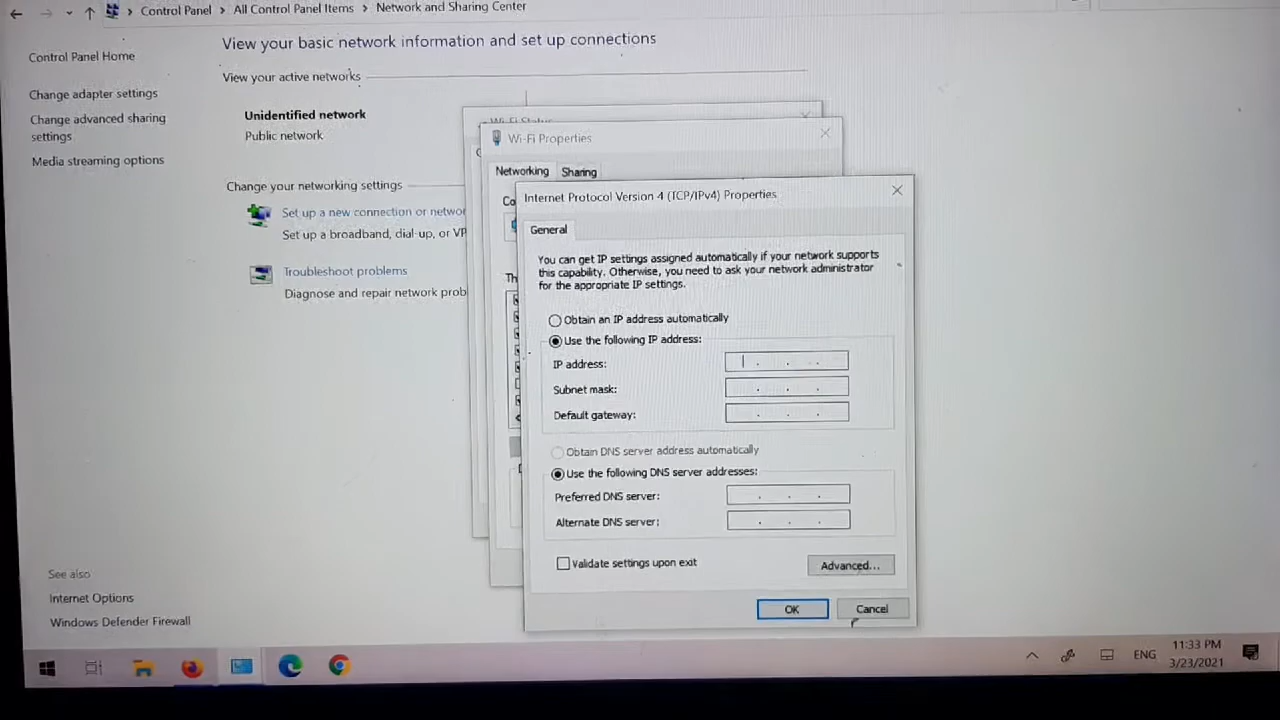 Control Panel > All Control Panel Items > Network and Sharing Center
Control Panel Home
Change adapter settings
Change advanced sharing
settings
Media streaming options
See also
Internet Options
Windows Defender Firewall
View your basic network information and set up connections
View your active networks
Unidentified network
Public network
Change your networking settings
Set up a new connection or networ
Set up a broadband, dial-up, or VP
Troubleshoot problems
Diagnose and repair network prob
Wi-Fi Status
Wi-Fi Properties
Networking Sharing
Co
Th
Internet Protocol Version 4 (TCP/IPv4) Properties
General
You can get IP settings assigned automatically if your network supports
this capability. Otherwise, you need to ask your network administrator
for the appropriate IP settings.
Obtain an IP address automatically
Use the following IP address:
IP address:
Subnet mask:
Default gateway:
Obtain DNS server address automatically
Use the following DNS server addresses:
Preferred DNS server:
Alternate DNS server:
Validate settings upon exit
Advanced...
OK Cancel
ENG
11:33 PM
3/23/2021